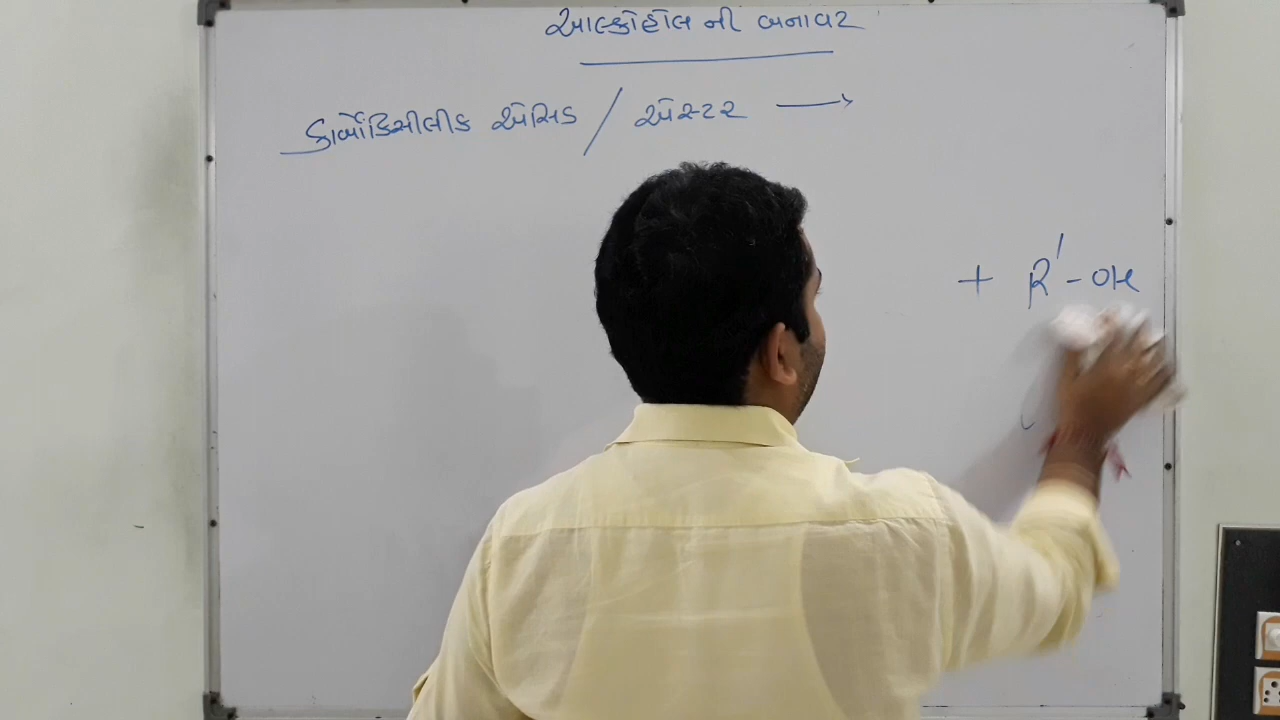 આલ્કોહોલ ની બનાવટ
કાર્બોકિસીલીક એસિડ / એસ્ટર →
+ R' - OH